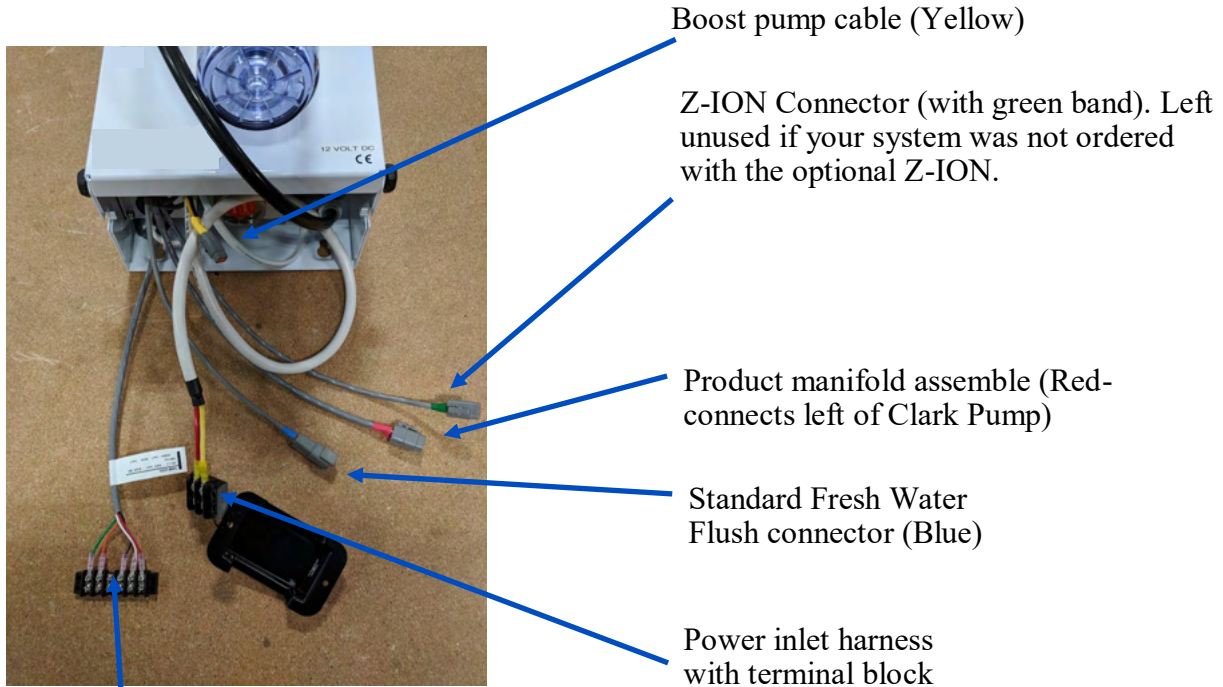 Boost pump cable (Yellow)
Z-ION Connector (with green band). Left
unused if your system was not ordered
with the optional Z-ION.
12 VOLT DC
CE
Product manifold assemble (Red-
connects left of Clark Pump)
Standard Fresh Water
Flush connector (Blue)
Power inlet harness
with terminal block